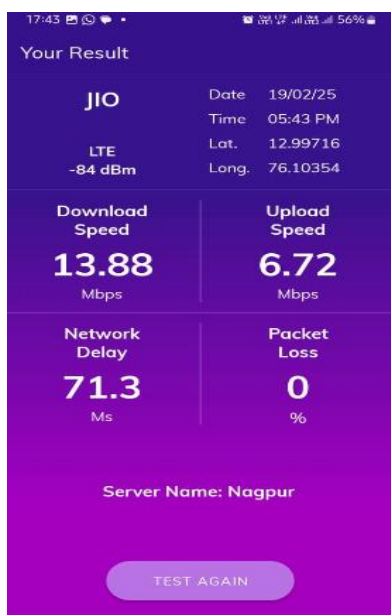 17:43 56%
Your Result
JIO
LTE
-84 dBm
Date 19/02/25
Time 05:43 PM
Lat. 12.99716
Long. 76.10354
Download Speed
13.88
Mbps
Upload Speed
6.72
Mbps
Network Delay
71.3
Ms
Packet Loss
0
%
Server Name: Nagpur
TEST AGAIN